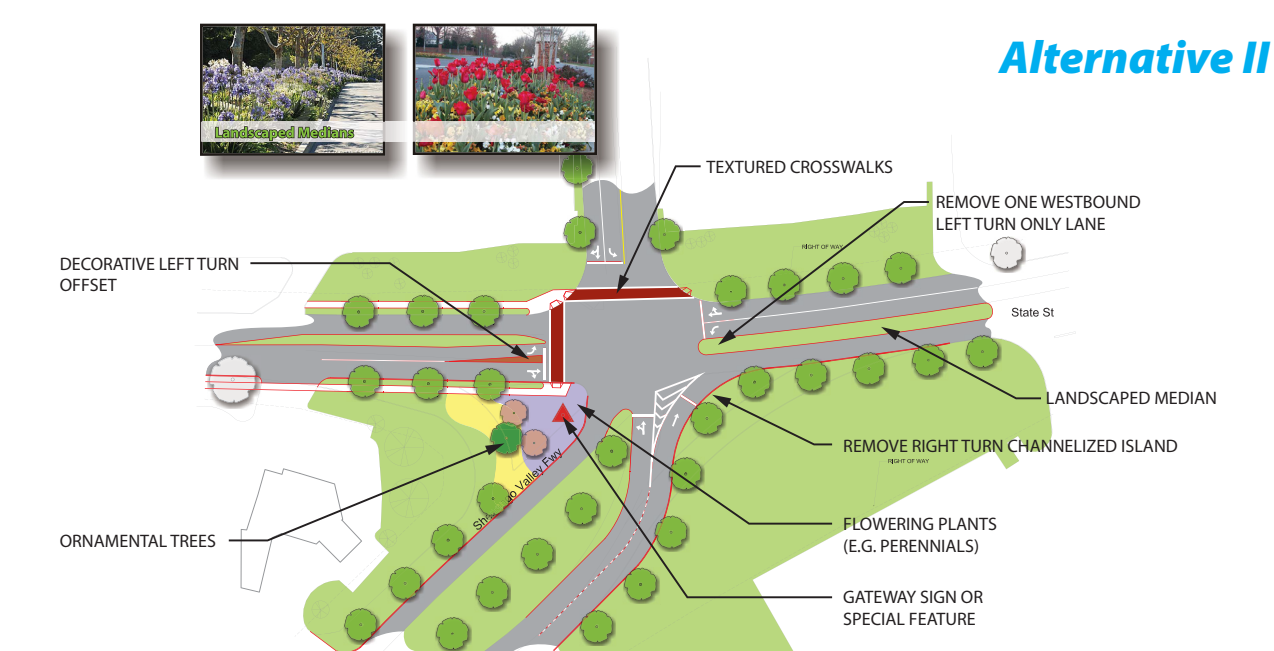 Alternative II
Landscaped Medians
TEXTURED CROSSWALKS
REMOVE ONE WESTBOUND
LEFT TURN ONLY LANE
RIGHT OF WAY
DECORATIVE LEFT TURN
OFFSET
State St
LANDSCAPED MEDIAN
REMOVE RIGHT TURN CHANNELIZED ISLAND
RIGHT OF WAY
Valley Fwy
FLOWERING PLANTS
(E.G. PERENNIALS)
ORNAMENTAL TREES
GATEWAY SIGN OR
SPECIAL FEATURE